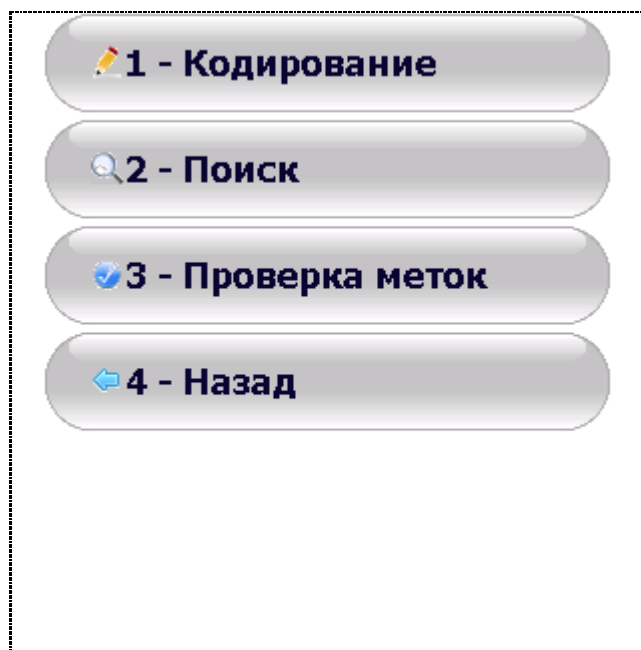 1 - Кодирование
2 - Поиск
3 - Проверка меток
4 - Назад